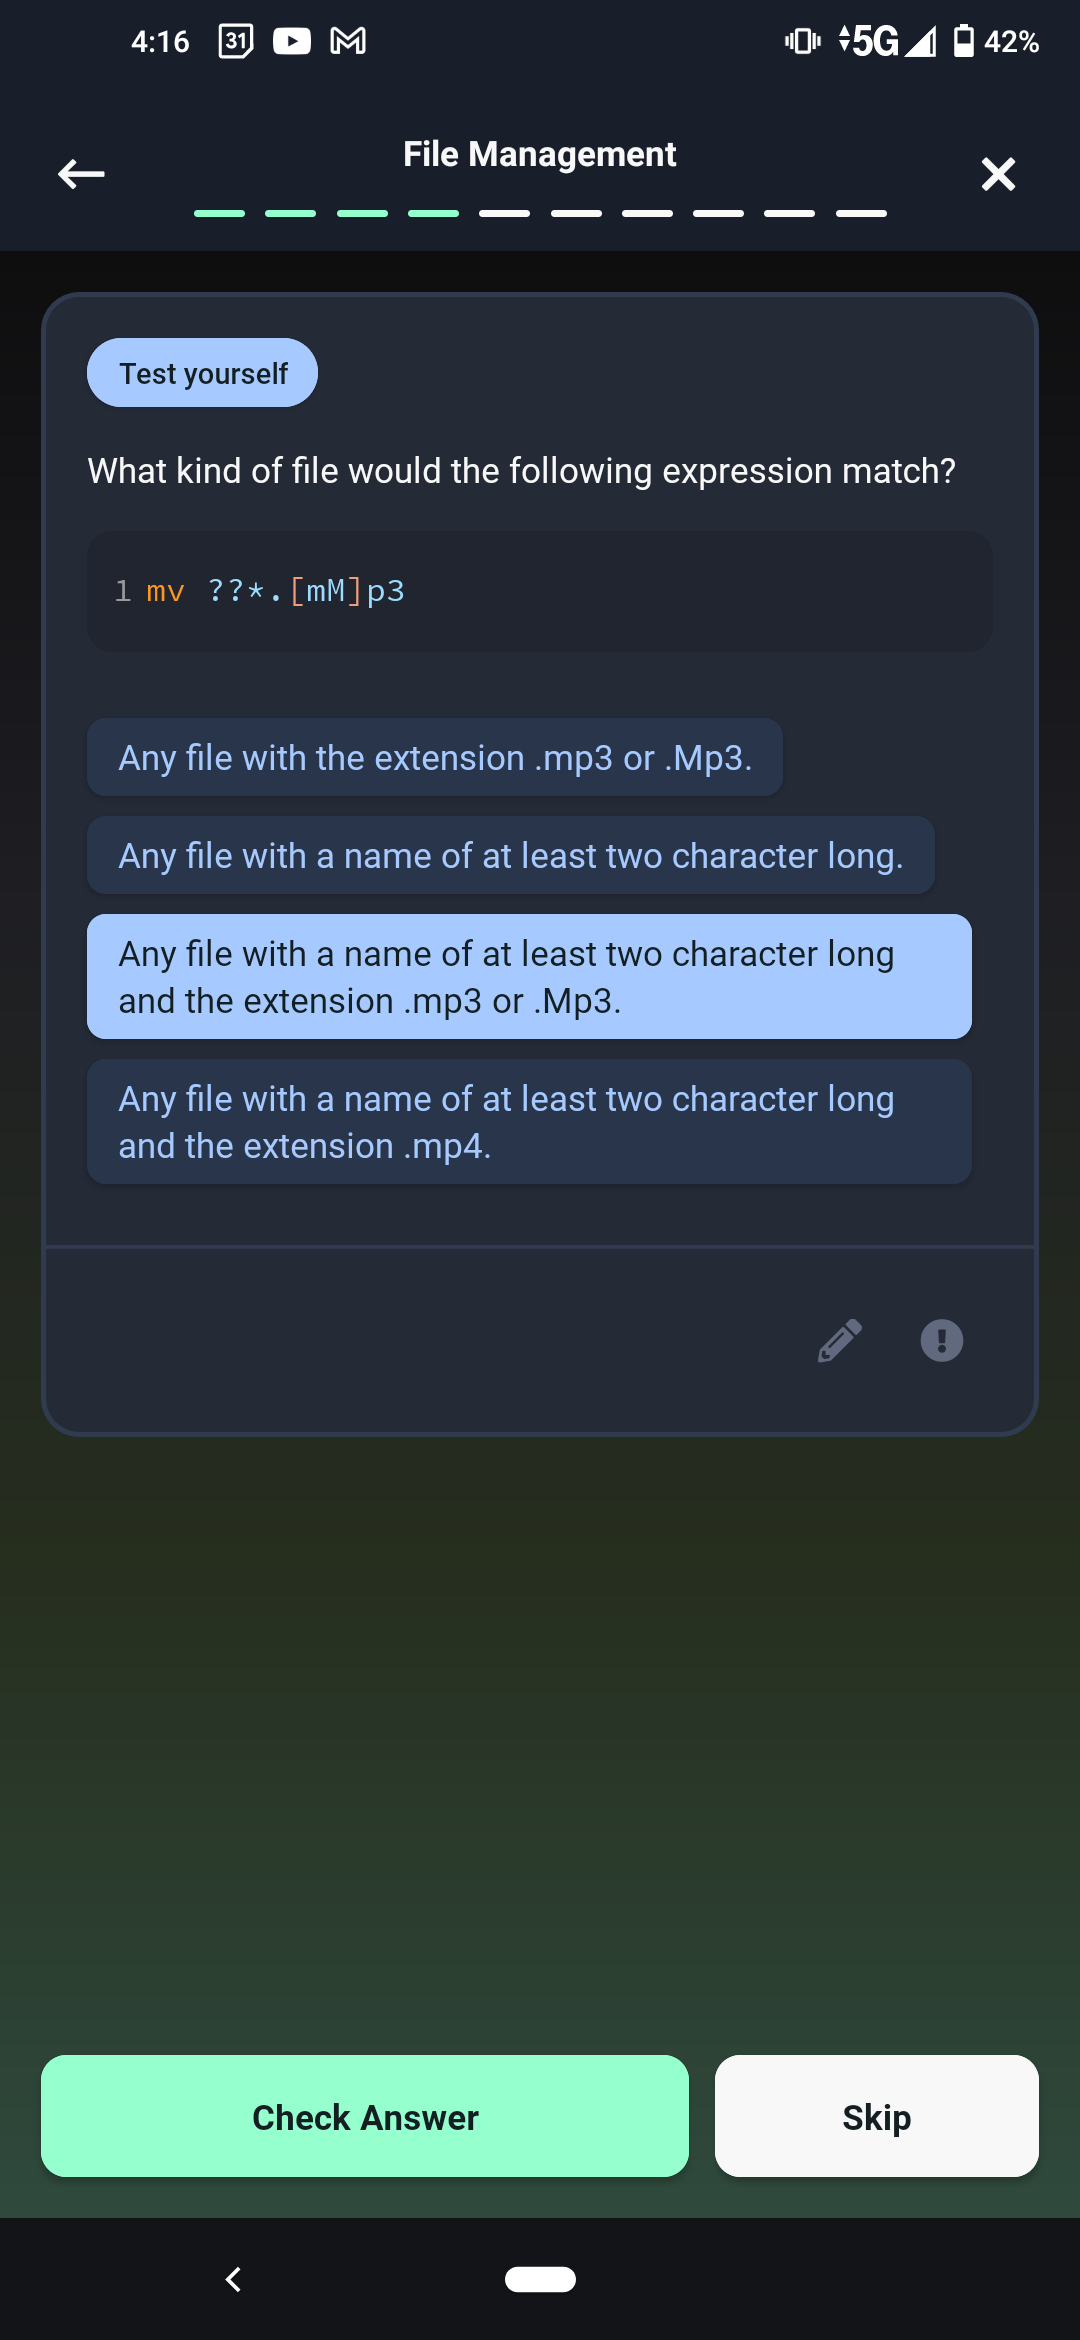 4:16 31 5G 42%
File Management
Test yourself
What kind of file would the following expression match?
1 mv ??*.[mM]p3
Any file with the extension .mp3 or .Mp3.
Any file with a name of at least two character long.
Any file with a name of at least two character long
and the extension .mp3 or .Mp3.
Any file with a name of at least two character long
and the extension .mp4.
Check Answer
Skip